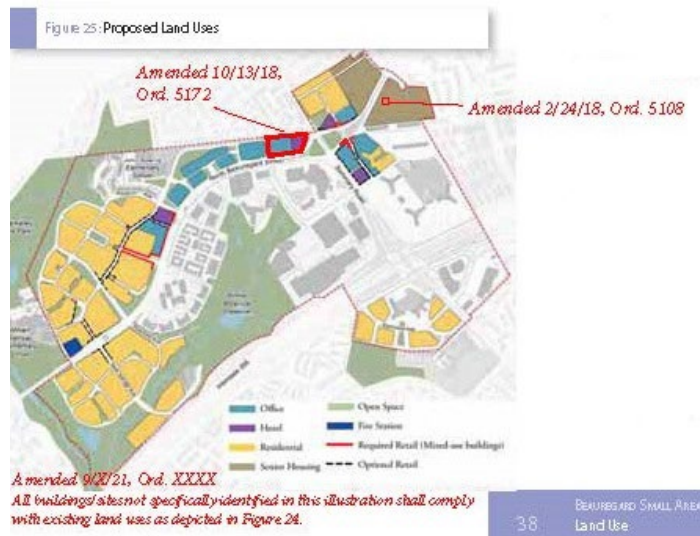 Figure 25: Proposed Land Uses
Amended 10/13/18,
Ord. 5172
Amended 2/24/18, Ord. 5108
Office
Hotel
Residential
Senior Housing
Open Space
Fire Station
Required Retail (Mixed-use buildings)
Optional Retail
Amended 9/X/21, Ord. XXXX
All buildings/sites not specifically identified in this illustration shall comply
with existing land uses as depicted in Figure 24.
38
BEAUREGARD SMALL AREA
Land Use